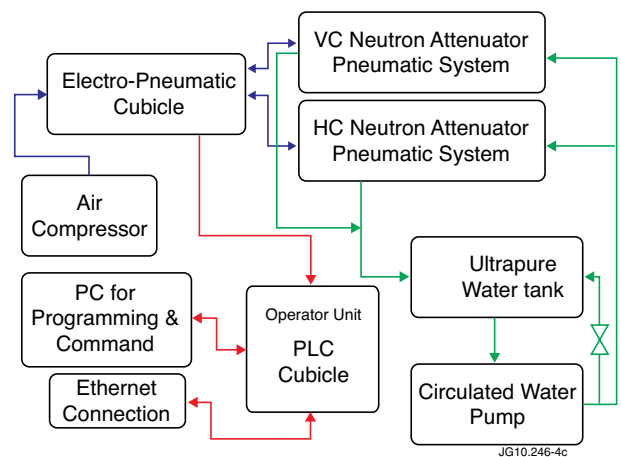 VC Neutron Attenuator
Pneumatic System
Electro-Pneumatic
Cubicle
HC Neutron Attenuator
Pneumatic System
Air
Compressor
Ultrapure
Water tank
PC for
Programming &
Command
Operator Unit
PLC
Cubicle
Ethernet
Connection
Circulated Water
Pump
JG10.246-4c